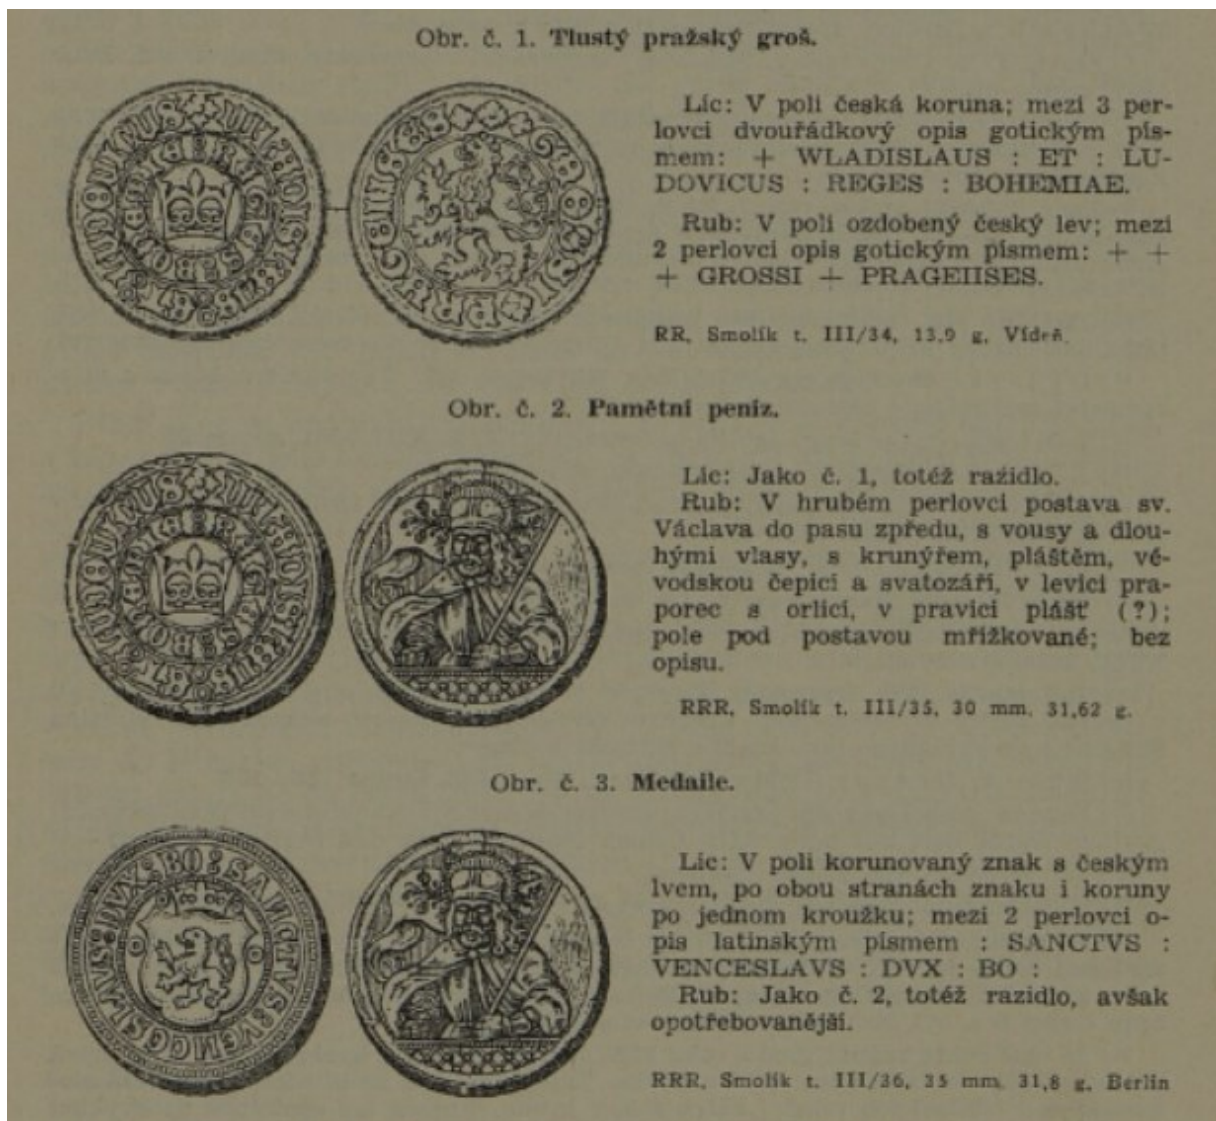 Obr. č. 1. Tlustý pražský groš.
Líc: V poli česká koruna; mezi 3 per-
lovci dvouřádkový opis gotickým pís-
mem: + WLADISLAUS : ET : LU-
DOVICUS : REGES : BOHEMIAE.
Rub: V poli ozdobený český lev; mezi
2 perlovci opis gotickým písmem: + +
+ GROSSI + PRAGEIISES.
RR, Smolík t. III/34, 13,9 g, Vídeň.
Obr. č. 2. Pamětní peníz.
Líc: Jako č. 1, totéž razidlo.
Rub: V hrubém perlovci postava sv.
Václava do pasu zpředu, s vousy a dlou-
hými vlasy, s krunýřem, pláštěm, vé-
vodskou čepicí a svatozáří, v levici pra-
porec s orlicí, v pravici plášť (?);
pole pod postavou mřížkované; bez
opisu.
RRR, Smolík t. III/35, 30 mm, 31,62 g.
Obr. č. 3. Medaile.
Líc: V poli korunovaný znak s českým
lvem, po obou stranách znaku i koruny
po jednom kroužku; mezi 2 perlovci o-
pis latinským písmem : SANCTVS :
VENCESLAVS : DVX : BO :
Rub: Jako č. 2, totéž razidlo, avšak
opotřebovanější.
RRR, Smolík t. III/36, 35 mm, 31,8 g, Berlin